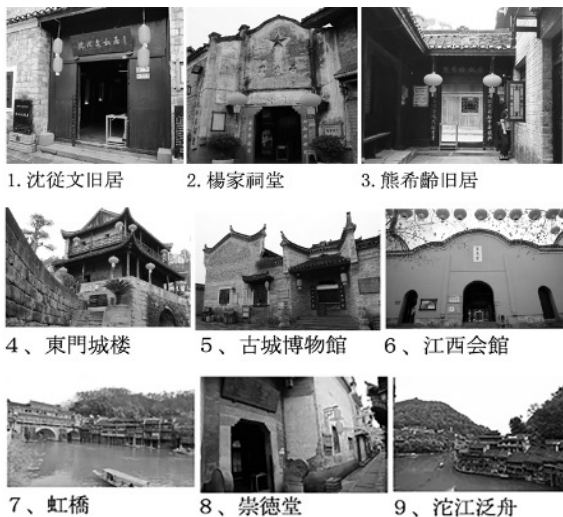 1.沈従文旧居
2.楊家祠堂
3.熊希齢旧居
4、東門城楼
5、古城博物館
6、江西会館
7、虹橋
8、崇徳堂
9、沱江泛舟